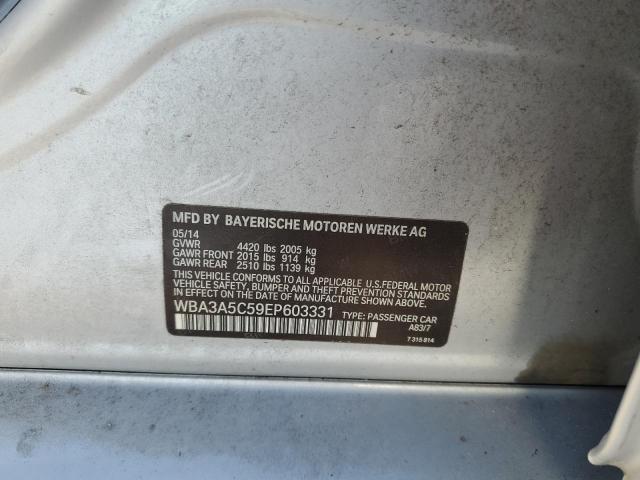 MFD BY BAYERISCHE MOTOREN WERKE AG
05/14
GVWR 4420 lbs 2005 kg
GAWR FRONT 2015 lbs 914 kg
GAWR REAR 2510 lbs 1139 kg
THIS VEHICLE CONFORMS TO ALL APPLICABLE U.S.FEDERAL MOTOR
VEHICLE SAFETY, BUMPER AND THEFT PREVENTION STANDARDS
IN EFFECT ON THE DATE OF MANUFACTURE SHOWN ABOVE.
WBA3A5C59EP603331 TYPE: PASSENGER CAR
A83/7
7 315 814